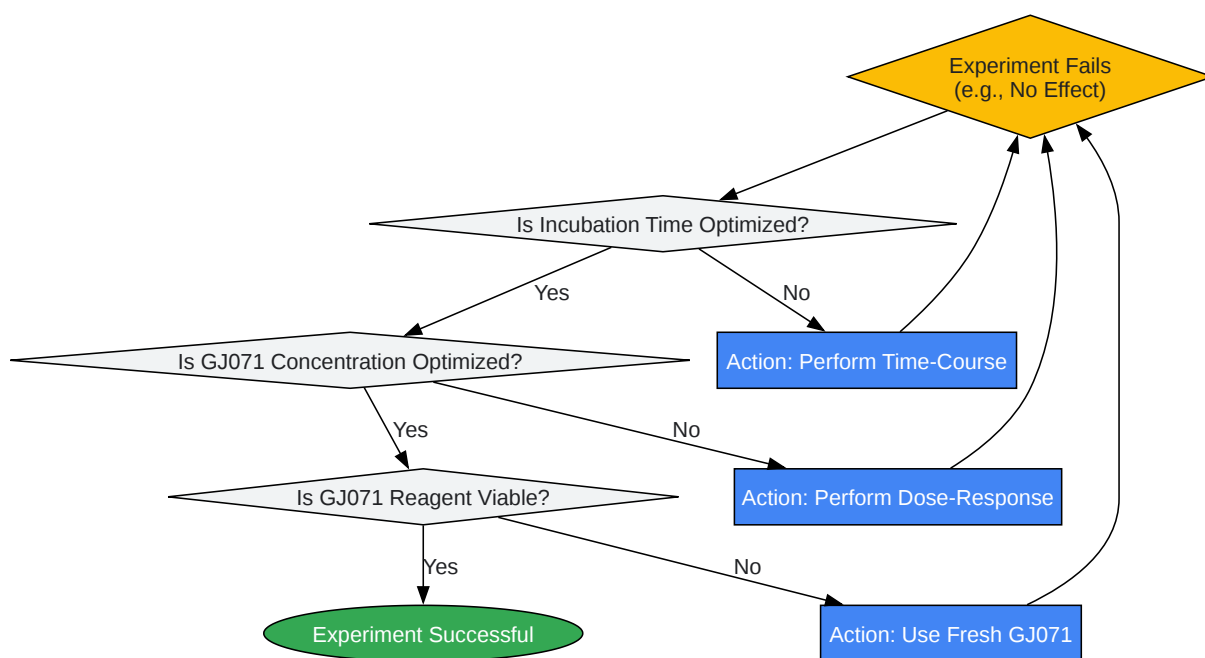 Experiment Fails
(e.g., No Effect)
Is Incubation Time Optimized?
Yes
No
Is GJ071 Concentration Optimized?
Action: Perform Time-Course
Yes
No
Is GJ071 Reagent Viable?
Action: Perform Dose-Response
Yes
No
Experiment Successful
Action: Use Fresh GJ071